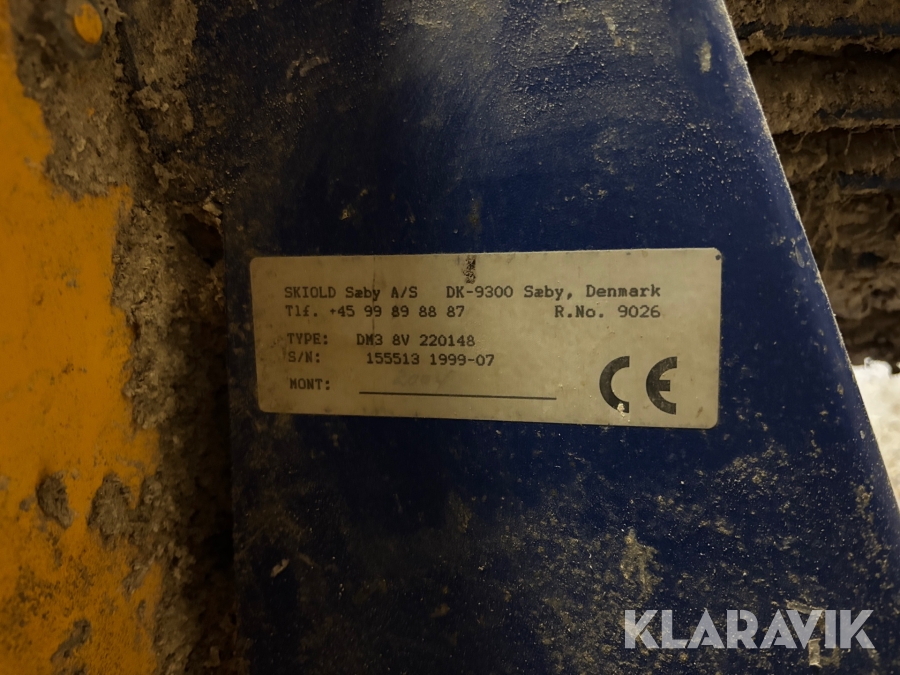 SKIOLD Sæby A/S DK-9300 Sæby, Denmark
Tlf. +45 99 89 88 87 R.No. 9026
TYPE: DM3 8V 220148
S/N: 155513 1999-07
MONT:
CE
KLARAVIK